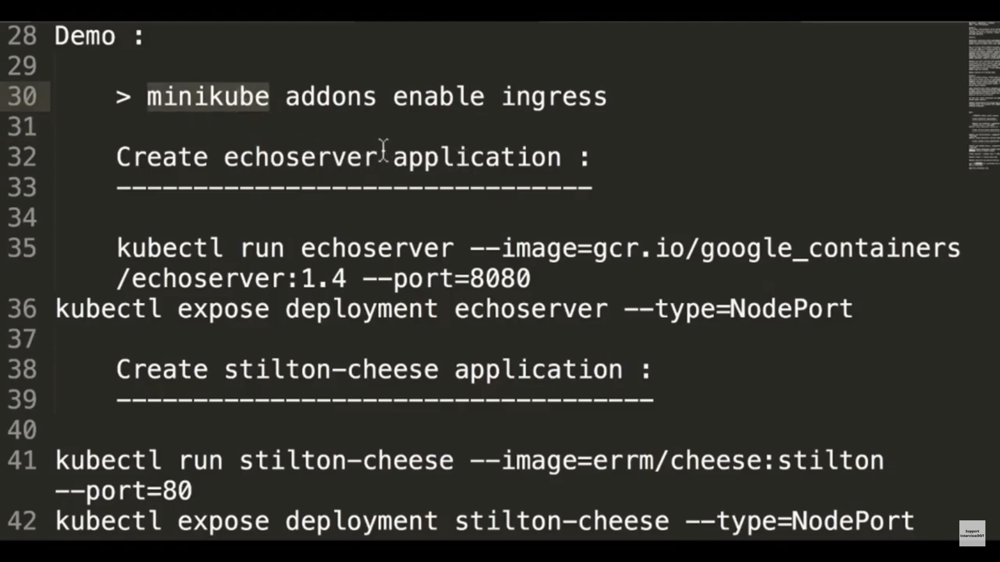 28 Demo :
29
30 > minikube addons enable ingress
31
32 Create echoserver application :
33 -------------------------------
34
35 kubectl run echoserver --image=gcr.io/google_containers
/echoserver:1.4 --port=8080
36 kubectl expose deployment echoserver --type=NodePort
37
38 Create stilton-cheese application :
39 -----------------------------------
40
41 kubectl run stilton-cheese --image=errm/cheese:stilton
--port=80
42 kubectl expose deployment stilton-cheese --type=NodePort
Support
InterviewDOT